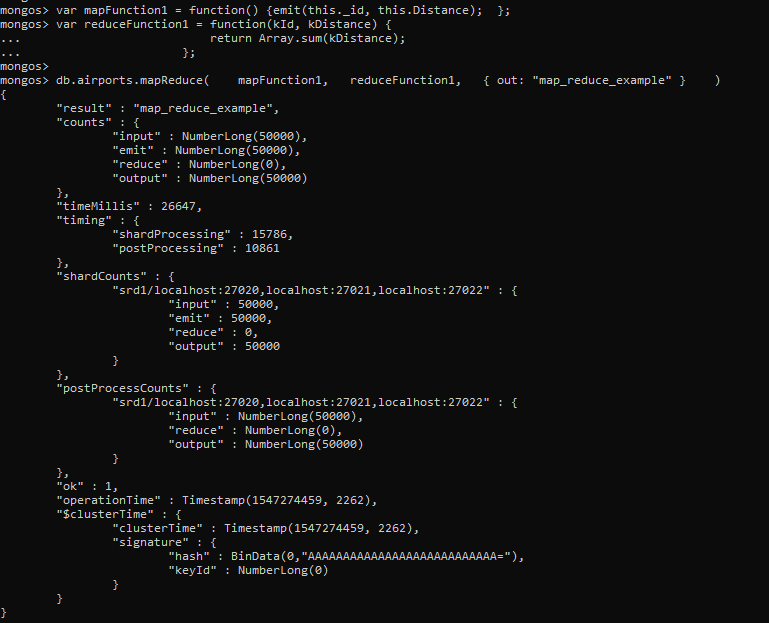 mongos> var mapFunction1 = function() {emit(this._id, this.Distance);  };
mongos> var reduceFunction1 = function(kId, kDistance) {
...                           return Array.sum(kDistance);
...                       };
mongos>
mongos> db.airports.mapReduce(    mapFunction1,   reduceFunction1,   { out: "map_reduce_example" }    )
{
        "result" : "map_reduce_example",
        "counts" : {
                "input" : NumberLong(50000),
                "emit" : NumberLong(50000),
                "reduce" : NumberLong(0),
                "output" : NumberLong(50000)
        },
        "timeMillis" : 26647,
        "timing" : {
                "shardProcessing" : 15786,
                "postProcessing" : 10861
        },
        "shardCounts" : {
                "srd1/localhost:27020,localhost:27021,localhost:27022" : {
                        "input" : 50000,
                        "emit" : 50000,
                        "reduce" : 0,
                        "output" : 50000
                }
        },
        "postProcessCounts" : {
                "srd1/localhost:27020,localhost:27021,localhost:27022" : {
                        "input" : NumberLong(50000),
                        "reduce" : NumberLong(0),
                        "output" : NumberLong(50000)
                }
        },
        "ok" : 1,
        "operationTime" : Timestamp(1547274459, 2262),
        "$clusterTime" : {
                "clusterTime" : Timestamp(1547274459, 2262),
                "signature" : {
                        "hash" : BinData(0,"AAAAAAAAAAAAAAAAAAAAAAAAAAA="),
                        "keyId" : NumberLong(0)
                }
        }
}